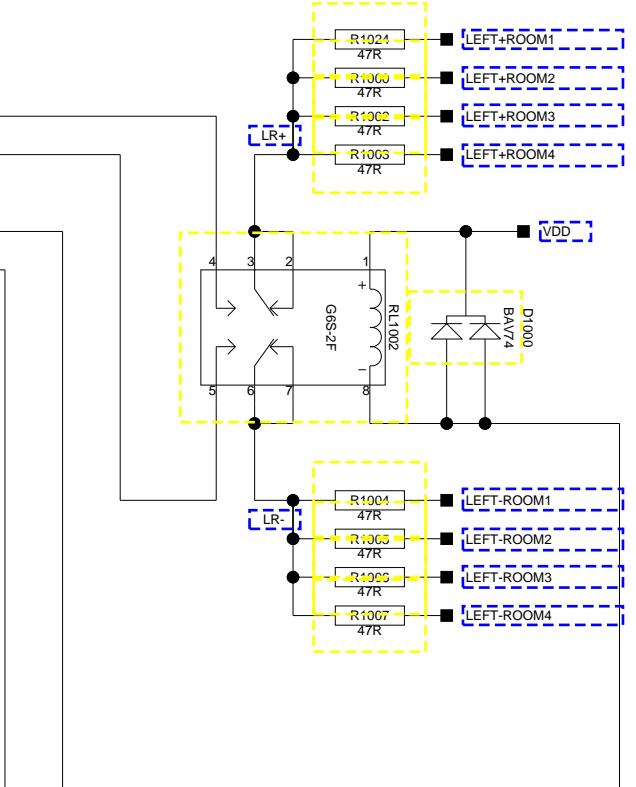 R1024
LEFT+ROOM1
47R
R1000
LEFT+ROOM2
47R
R1002
LEFT+ROOM3
47R
LR+
R1003
LEFT+ROOM4
47R
VDD
4 3 2 1
+
G6S-2F
RL1002
D1000
BAV74
−
5 6 7 8
R1004
LEFT-ROOM1
47R
LR-
R1005
LEFT-ROOM2
47R
R1006
LEFT-ROOM3
47R
R1007
LEFT-ROOM4
47R